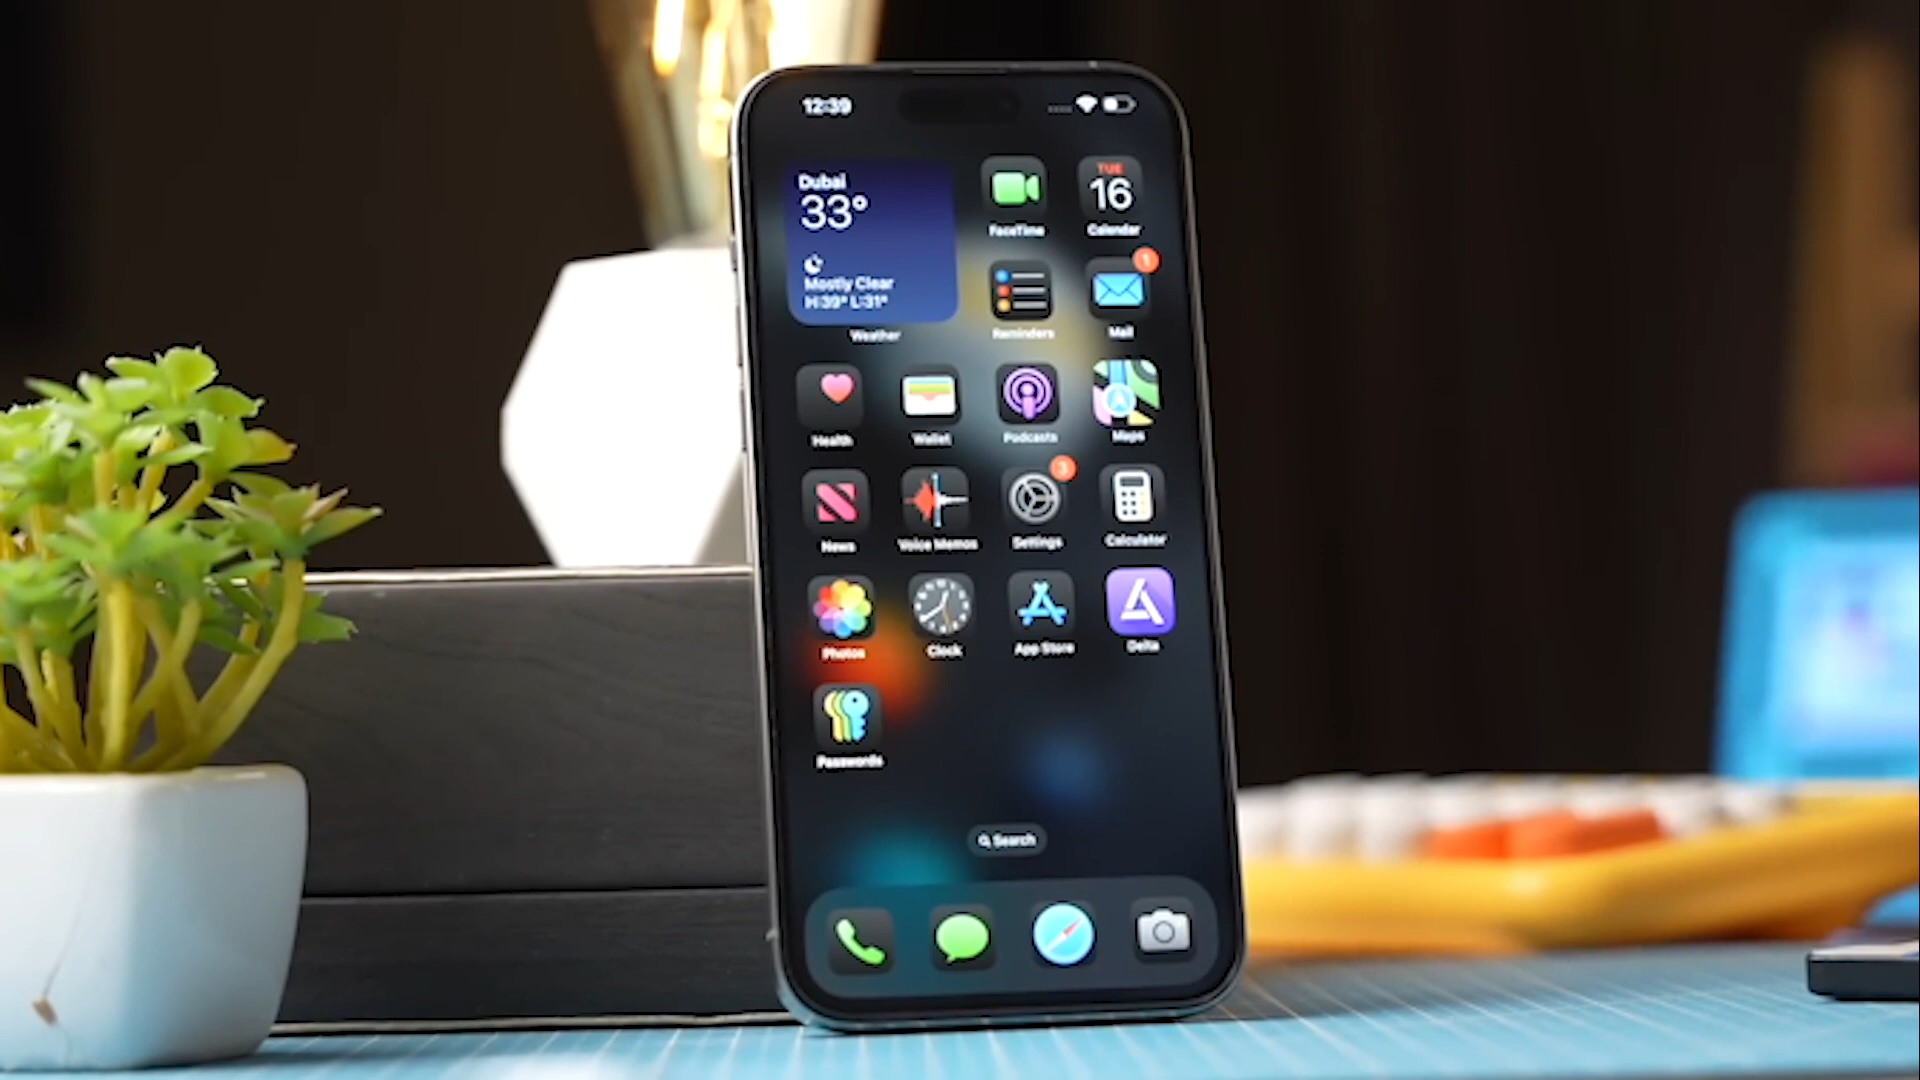 12:39
Dubai
33°
Mostly Clear
H:39° L:31°
Weather
FaceTime
TUE
16
Calendar
Reminders
1
Mail
Health
Wallet
Podcasts
Maps
News
Voice Memos
3
Settings
Calculator
Photos
Clock
App Store
Delta
Passwords
Search